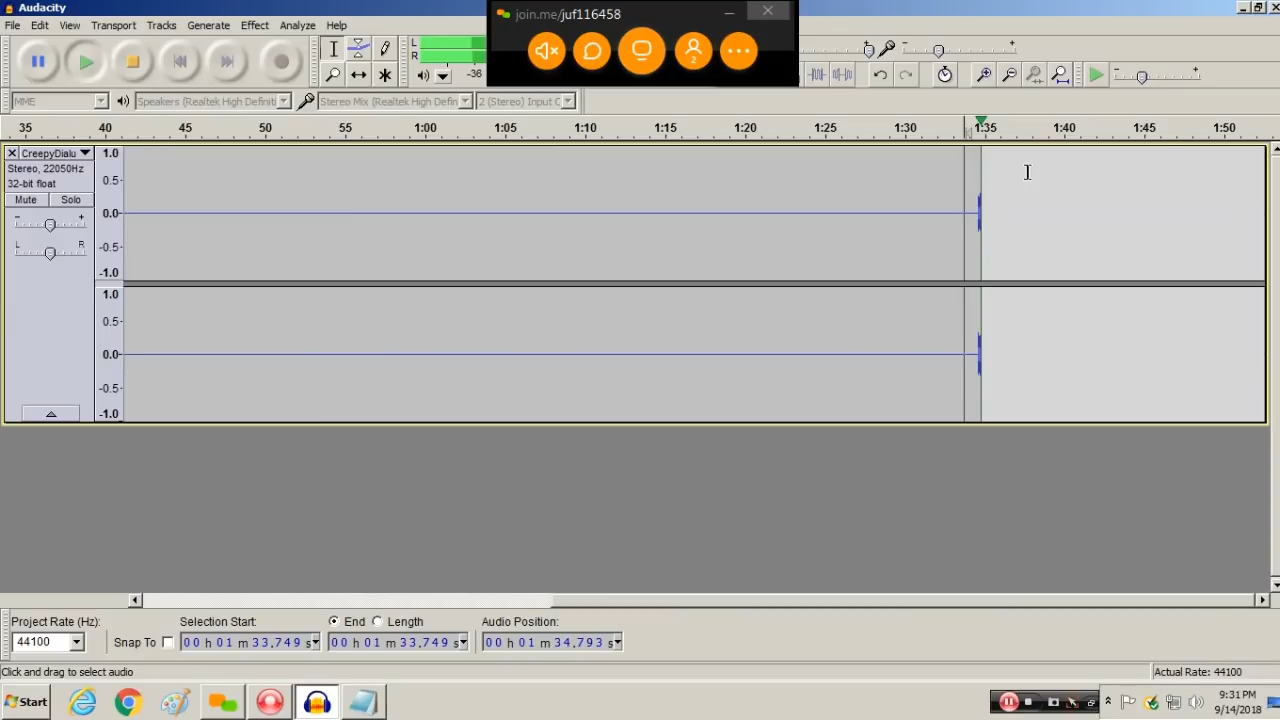 Audacity
join.me/juf116458
File Edit View Transport Tracks Generate Effect Analyze Help
L
R
-36
2
MME
Speakers (Realtek High Definit
Stereo Mix (Realtek High Defin
2 (Stereo) Input C
35 40 45 50 55 1:00 1:05 1:10 1:15 1:20 1:25 1:30 1:35 1:40 1:45 1:50
CreepyDialu
Stereo, 22050Hz
32-bit float
Mute Solo
- +
L R
1.0
0.5
0.0
-0.5
-1.0
1.0
0.5
0.0
-0.5
-1.0
Project Rate (Hz): Selection Start: End Length Audio Position:
44100 Snap To 00 h 01 m 33.749 s 00 h 01 m 33.749 s 00 h 01 m 34.793 s
Click and drag to select audio
Actual Rate: 44100
Start
9:31 PM
9/14/2018